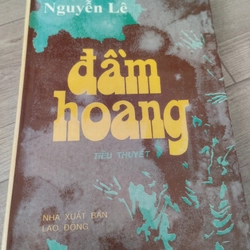 Nguyễn Lê
đầm
hoang
TIỂU THUYẾT
NHÀ XUẤT BẢN
LAO ĐỘNG